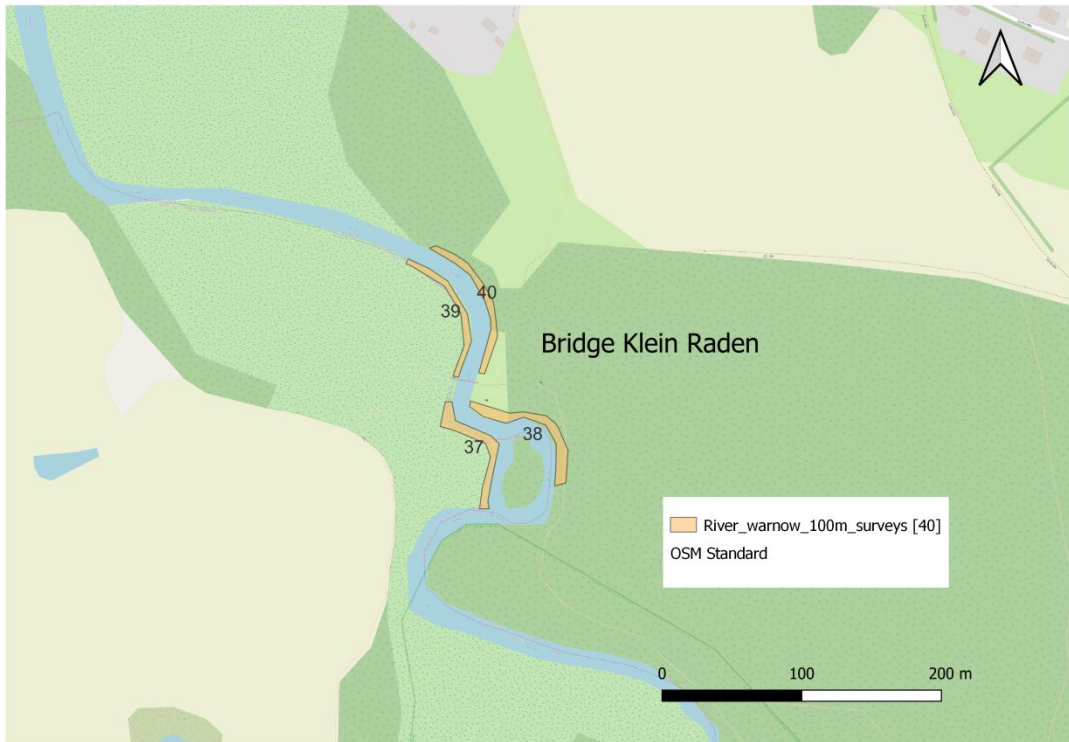 40
39
Bridge Klein Raden
38
37
River_warnow_100m_surveys [40]
OSM Standard
0 100 200 m